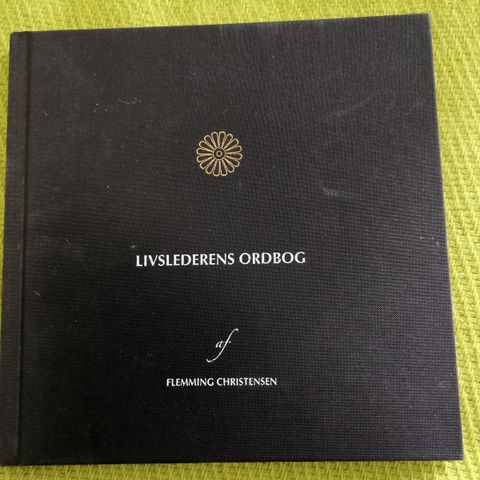 LIVSLEDERENS ORDBOG
af
FLEMMING CHRISTENSEN